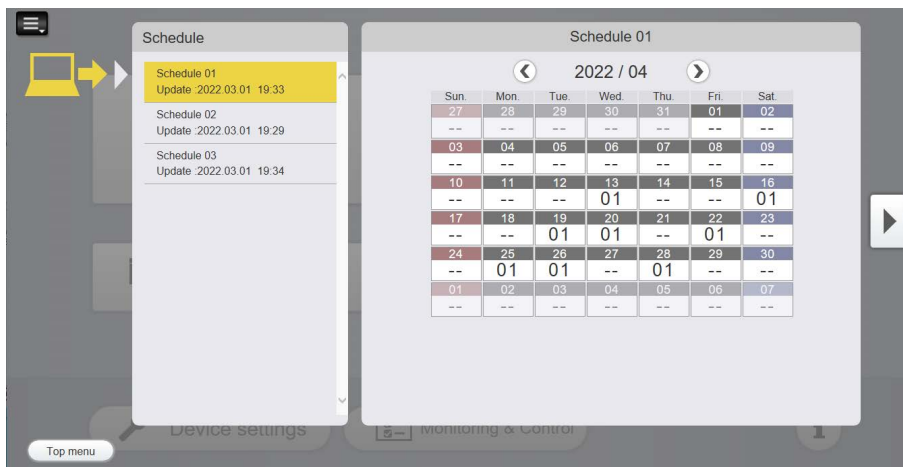 Schedule
Schedule 01
Update :2022.03.01 19:33
Schedule 02
Update :2022.03.01 19:29
Schedule 03
Update :2022.03.01 19:34
Schedule 01
2022 / 04
Sun. Mon. Tue. Wed. Thu. Fri. Sat.
27 28 29 30 31 01 02
-- -- -- -- -- -- --
03 04 05 06 07 08 09
-- -- -- -- -- -- --
10 11 12 13 14 15 16
-- -- -- 01 -- -- 01
17 18 19 20 21 22 23
-- -- 01 01 -- 01 --
24 25 26 27 28 29 30
-- 01 01 -- 01 -- --
01 02 03 04 05 06 07
-- -- -- -- -- -- --
Device settings
Monitoring & Control
Top menu